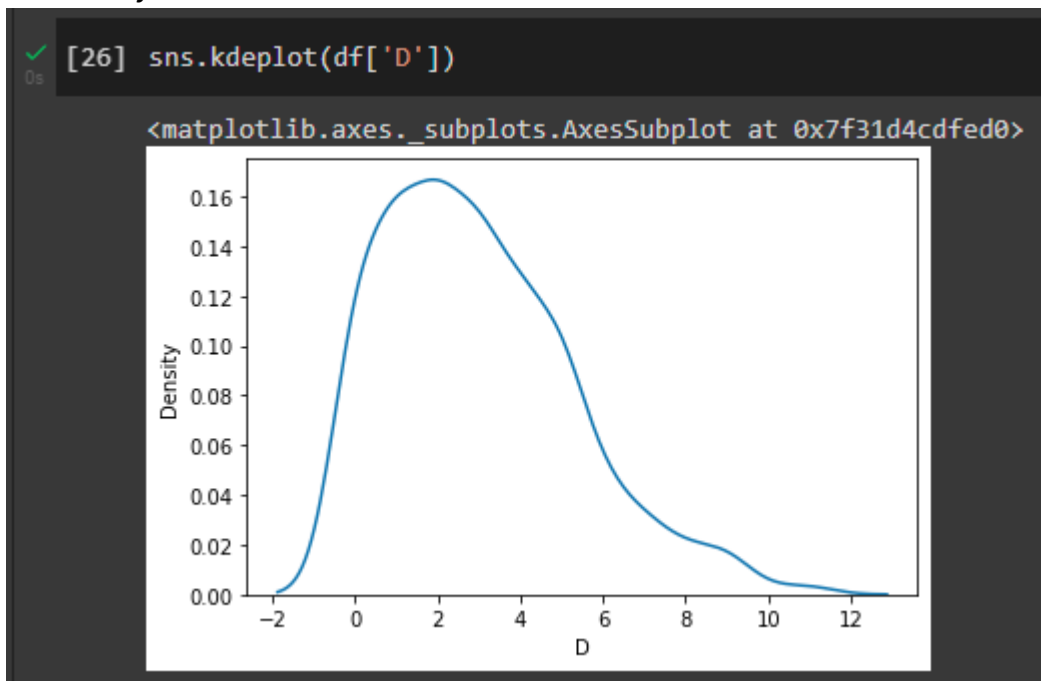 [26] sns.kdeplot(df['D'])
0s
<matplotlib.axes._subplots.AxesSubplot at 0x7f31d4cdfed0>
0.16
0.14
0.12
0.10
0.08
0.06
0.04
0.02
0.00
Density
−2 0 2 4 6 8 10 12
D